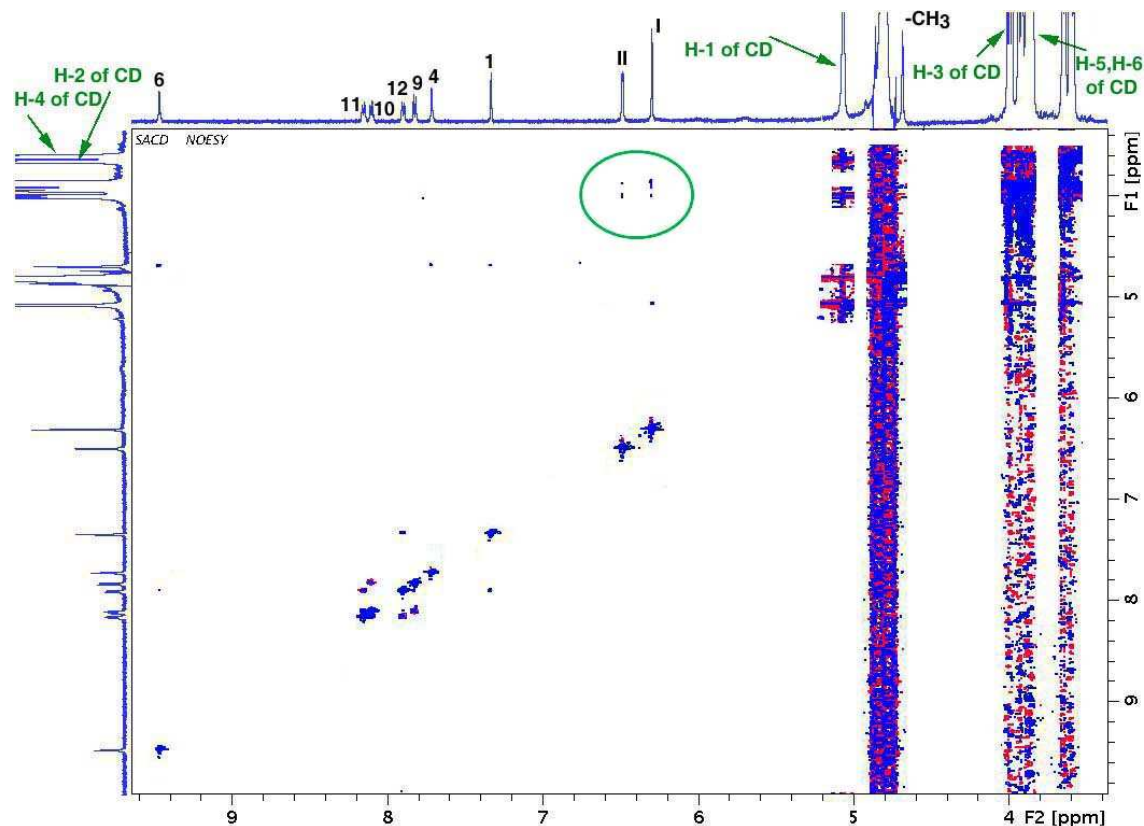 -CH3
I
H-1 of CD
H-3 of CD
H-5,H-6
of CD
II
1
6
H-2 of CD
H-4 of CD
11
10
12
9
4
SACD NOESY
F1 [ppm]
5
6
7
8
9
9
8
7
6
5
4 F2 [ppm]